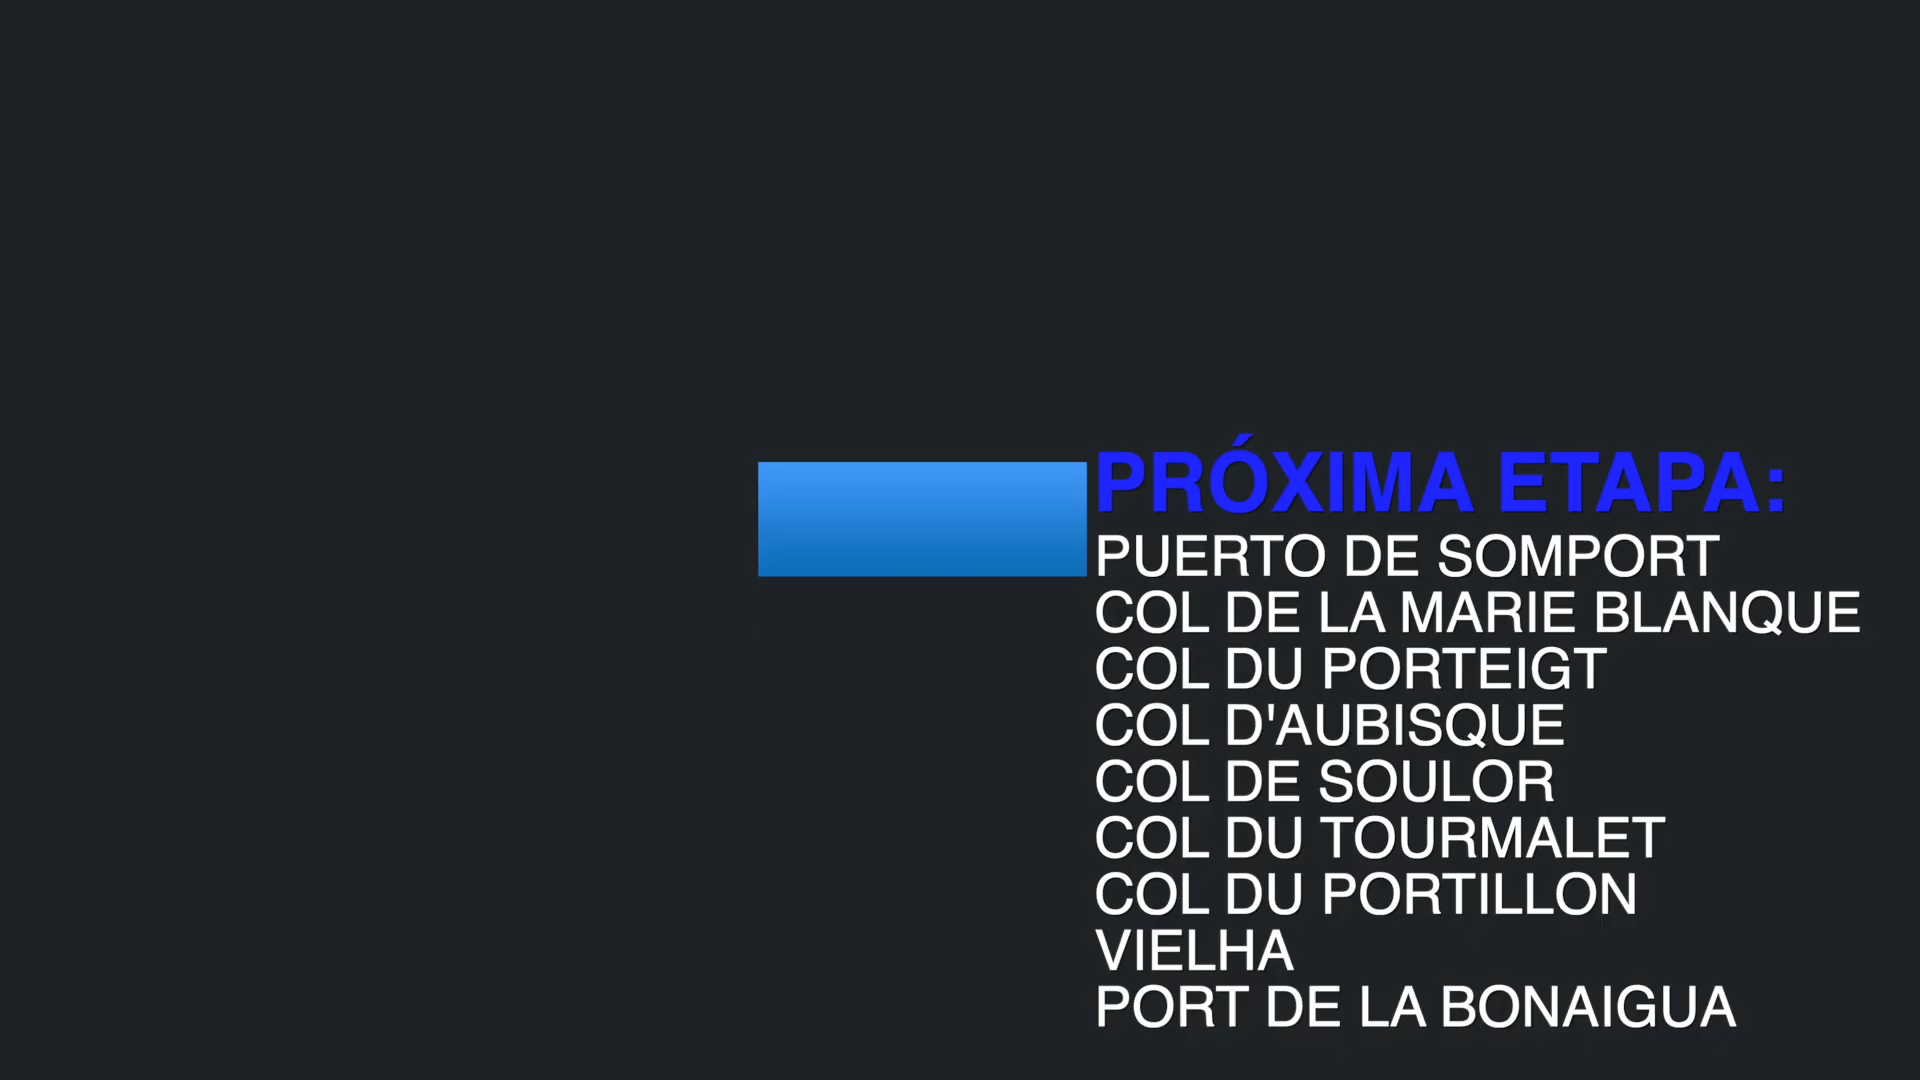 PRÓXIMA ETAPA:
PUERTO DE SOMPORT
COL DE LA MARIE BLANQUE
COL DU PORTEIGT
COL D'AUBISQUE
COL DE SOULOR
COL DU TOURMALET
COL DU PORTILLON
VIELHA
PORT DE LA BONAIGUA